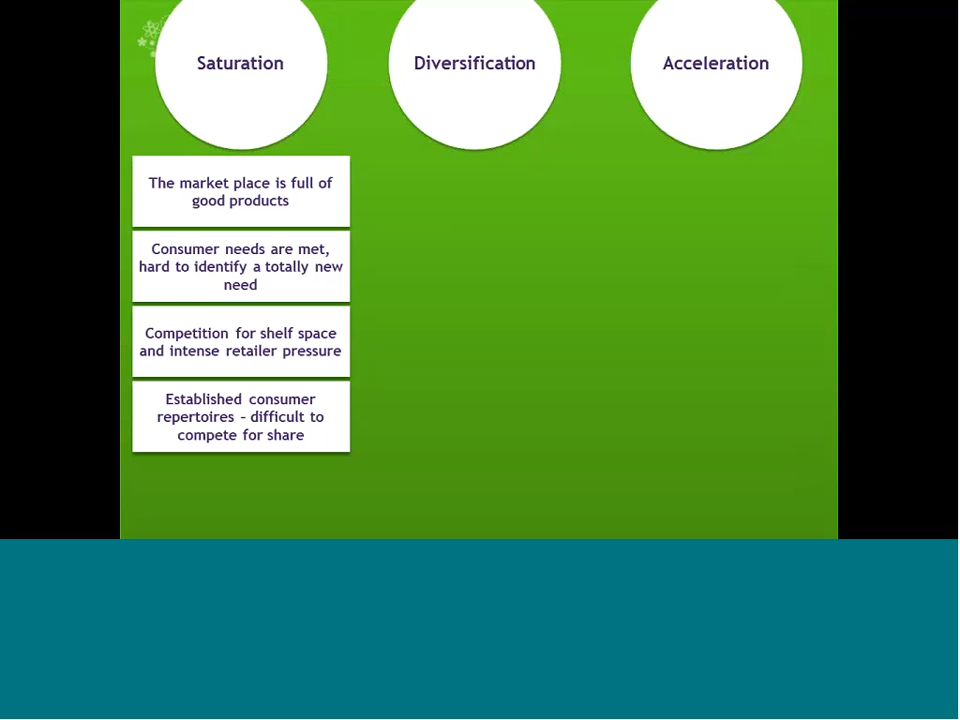 Saturation
Diversification
Acceleration
The market place is full of
good products
Consumer needs are met,
hard to identify a totally new
need
Competition for shelf space
and intense retailer pressure
Established consumer
repertoires – difficult to
compete for share